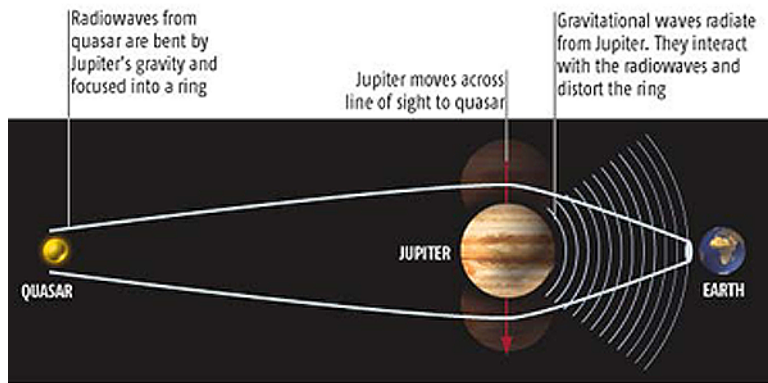 Radiowaves from
quasar are bent by
Jupiter's gravity and
focused into a ring
Jupiter moves across
line of sight to quasar
Gravitational waves radiate
from Jupiter. They interact
with the radiowaves and
distort the ring
QUASAR
JUPITER
EARTH